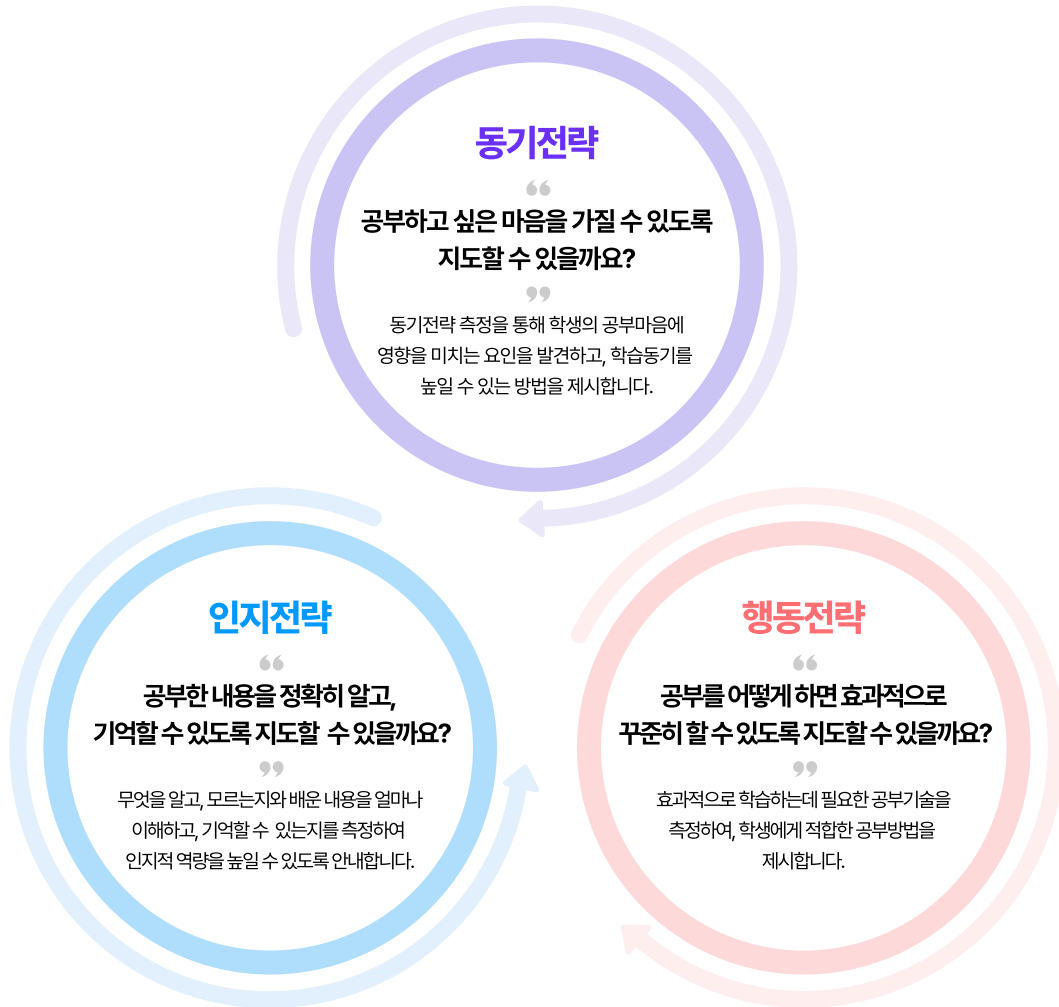 동기전략
“
공부하고 싶은 마음을 가질 수 있도록
지도할 수 있을까요?
”
동기전략 측정을 통해 학생의 공부마음에
영향을 미치는 요인을 발견하고, 학습동기를
높일 수 있는 방법을 제시합니다.
인지전략
“
공부한 내용을 정확히 알고,
기억할 수 있도록 지도할 수 있을까요?
”
무엇을 알고, 모르는지와 배운 내용을 얼마나
이해하고, 기억할 수 있는지를 측정하여
인지적 역량을 높일 수 있도록 안내합니다.
행동전략
“
공부를 어떻게 하면 효과적으로
꾸준히 할 수 있도록 지도할 수 있을까요?
”
효과적으로 학습하는데 필요한 공부기술을
측정하여, 학생에게 적합한 공부방법을
제시합니다.